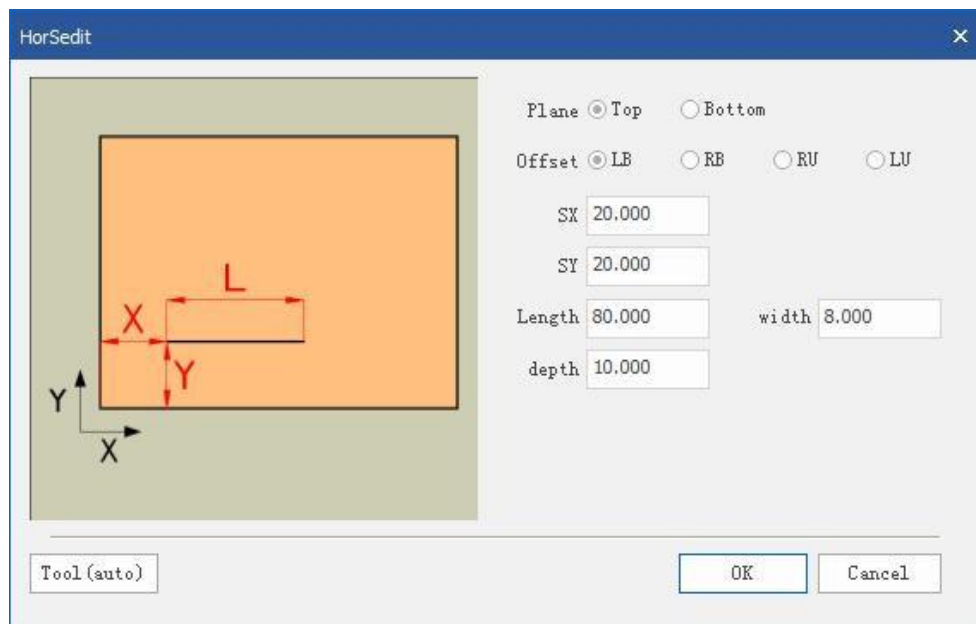 HorSedit
Plane Top Bottom
Offset LB RB RU LU
SX 20.000
SY 20.000
Length 80.000 width 8.000
depth 10.000
L
X
Y
Y
X
Tool(auto) OK Cancel